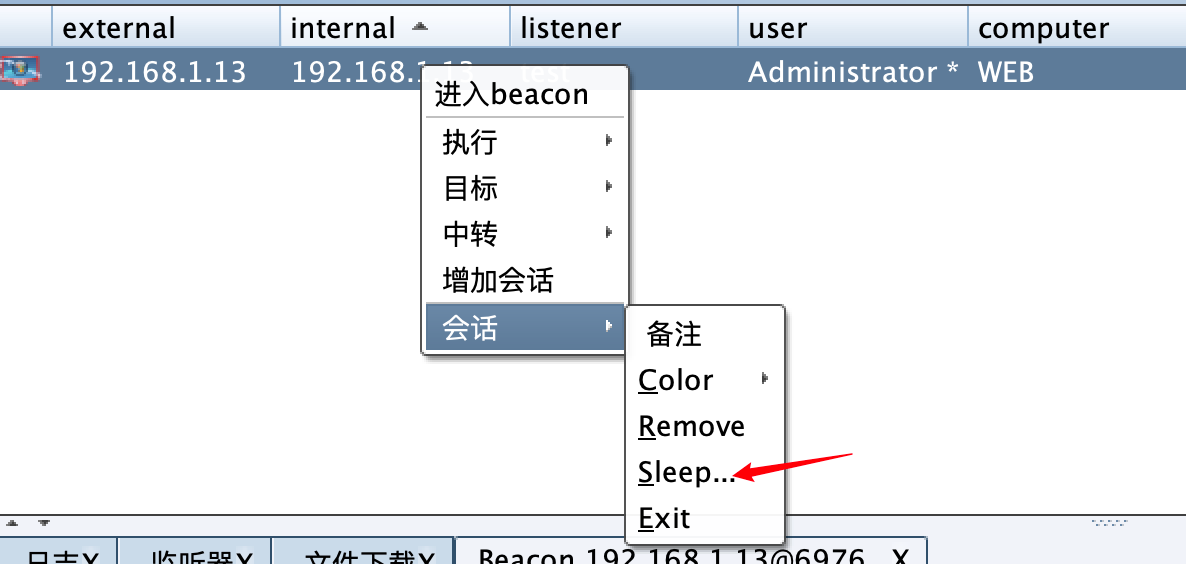 external internal listener user computer
192.168.1.13 192.168.1.13 test Administrator * WEB
进入beacon
执行
目标
中转
增加会话
会话
备注
Color
Remove
Sleep...
Exit
日志X 监听器X 文件下载X Beacon 192.168.1.13@6976 X